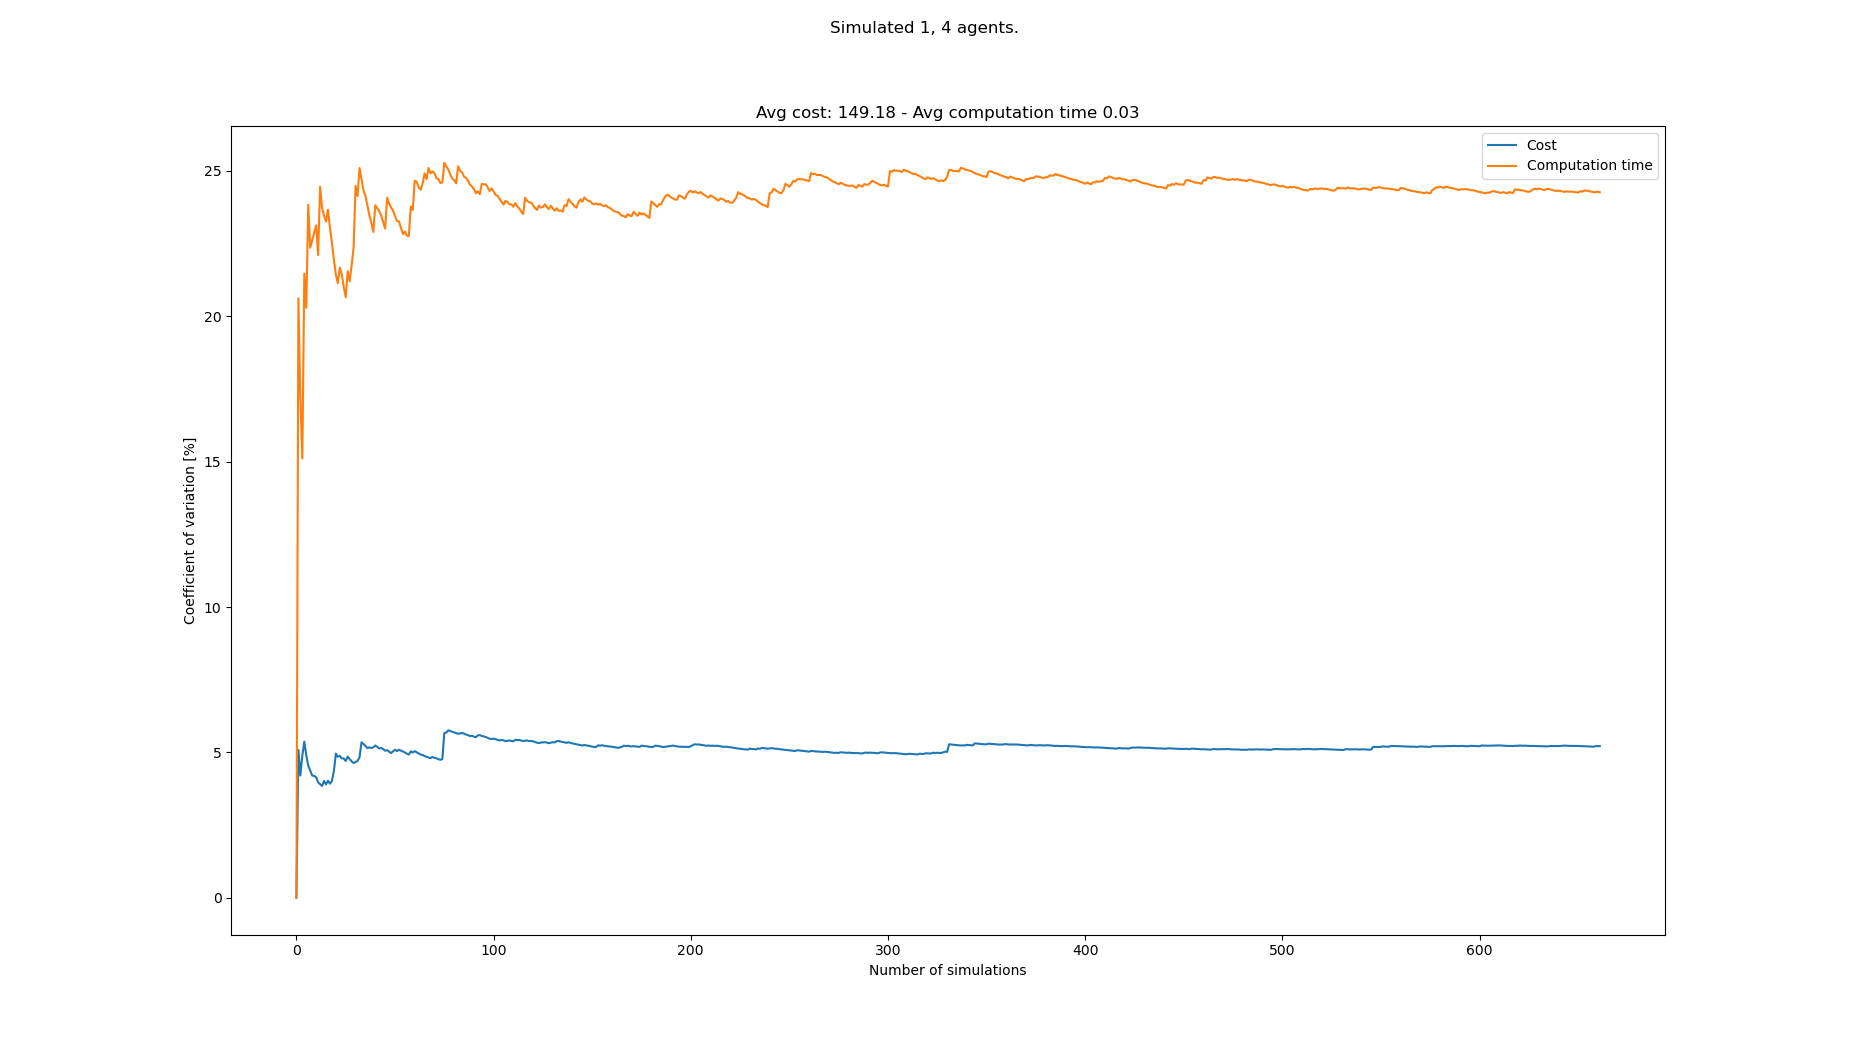 Simulated 1, 4 agents.
Avg cost: 149.18 - Avg computation time 0.03
Cost
Computation time
25
20
15
10
5
0
Coefficient of variation [%]
0 100 200 300 400 500 600
Number of simulations